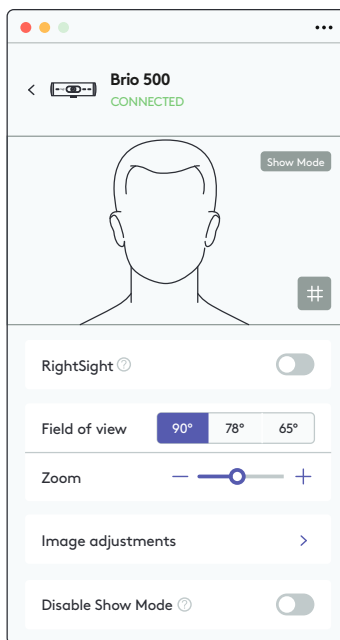 Brio 500
CONNECTED
Show Mode
RightSight
Field of view 90° 78° 65°
Zoom
Image adjustments
Disable Show Mode